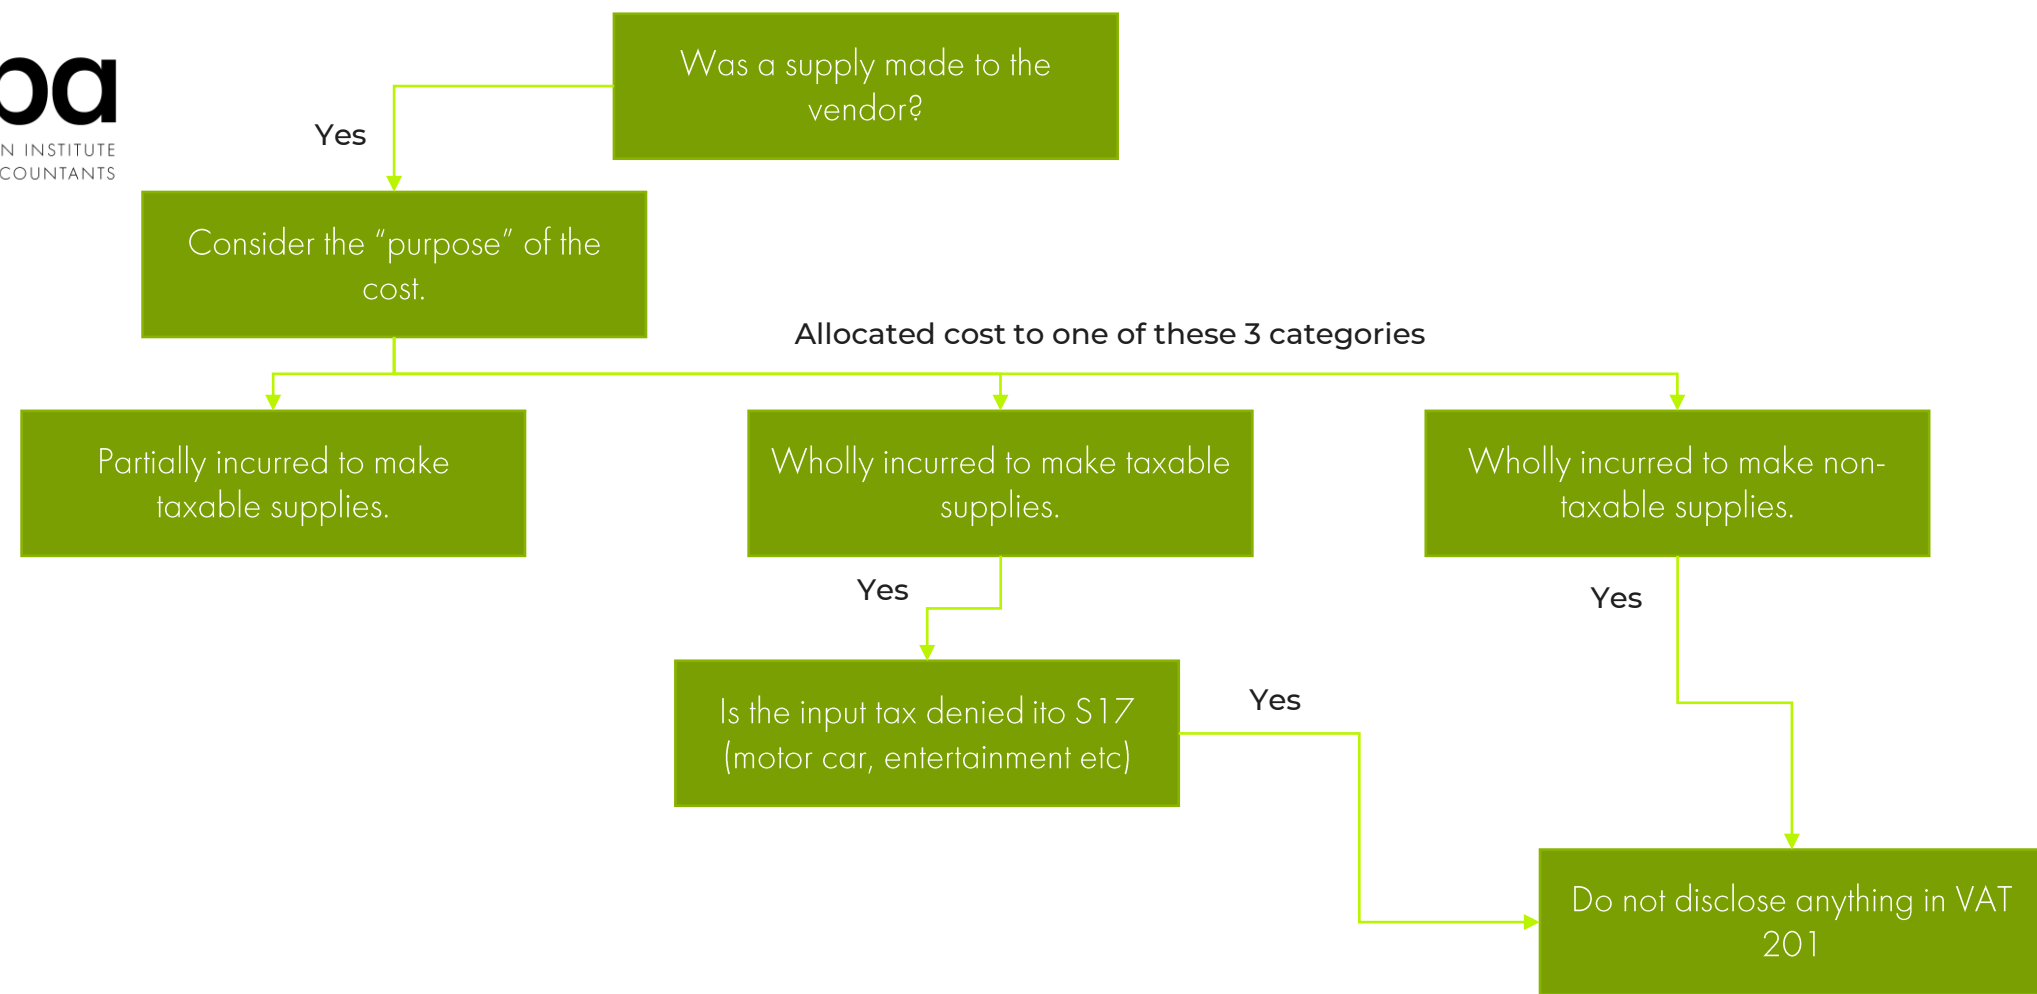 Was a supply made to the
vendor?
ba
N INSTITUTE
COUNTANTS
Yes
Consider the “purpose” of the
cost.
Allocated cost to one of these 3 categories
Partially incurred to make
taxable supplies.
Wholly incurred to make taxable
supplies.
Wholly incurred to make non-
taxable supplies.
Yes
Yes
Is the input tax denied ito S17
(motor car, entertainment etc)
Yes
Do not disclose anything in VAT
201